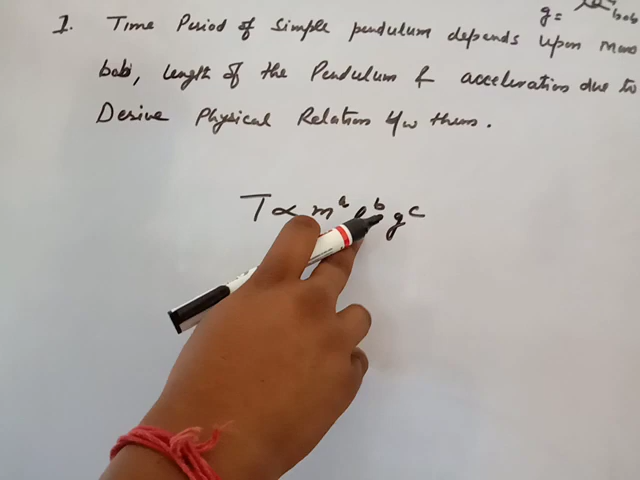 g = bob
1. Time Period of Simple pendulum depends upon mass
bob, length of the Pendulum & acceleration due to
Derive Physical Relation b/w them.
T ∝ m^a l^b g^c